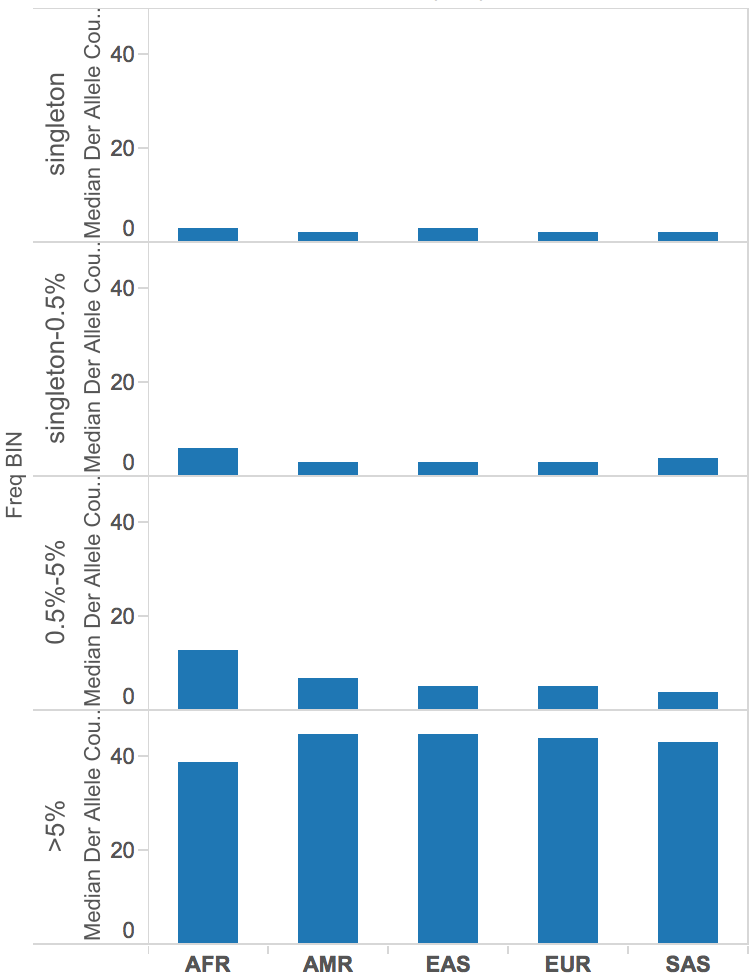 Freq BIN
singleton
Median Der Allele Cou..
40
20
0
singleton-0.5%
Median Der Allele Cou..
40
20
0
0.5%-5%
Median Der Allele Cou..
40
20
0
>5%
Median Der Allele Cou..
40
20
0
AFR AMR EAS EUR SAS